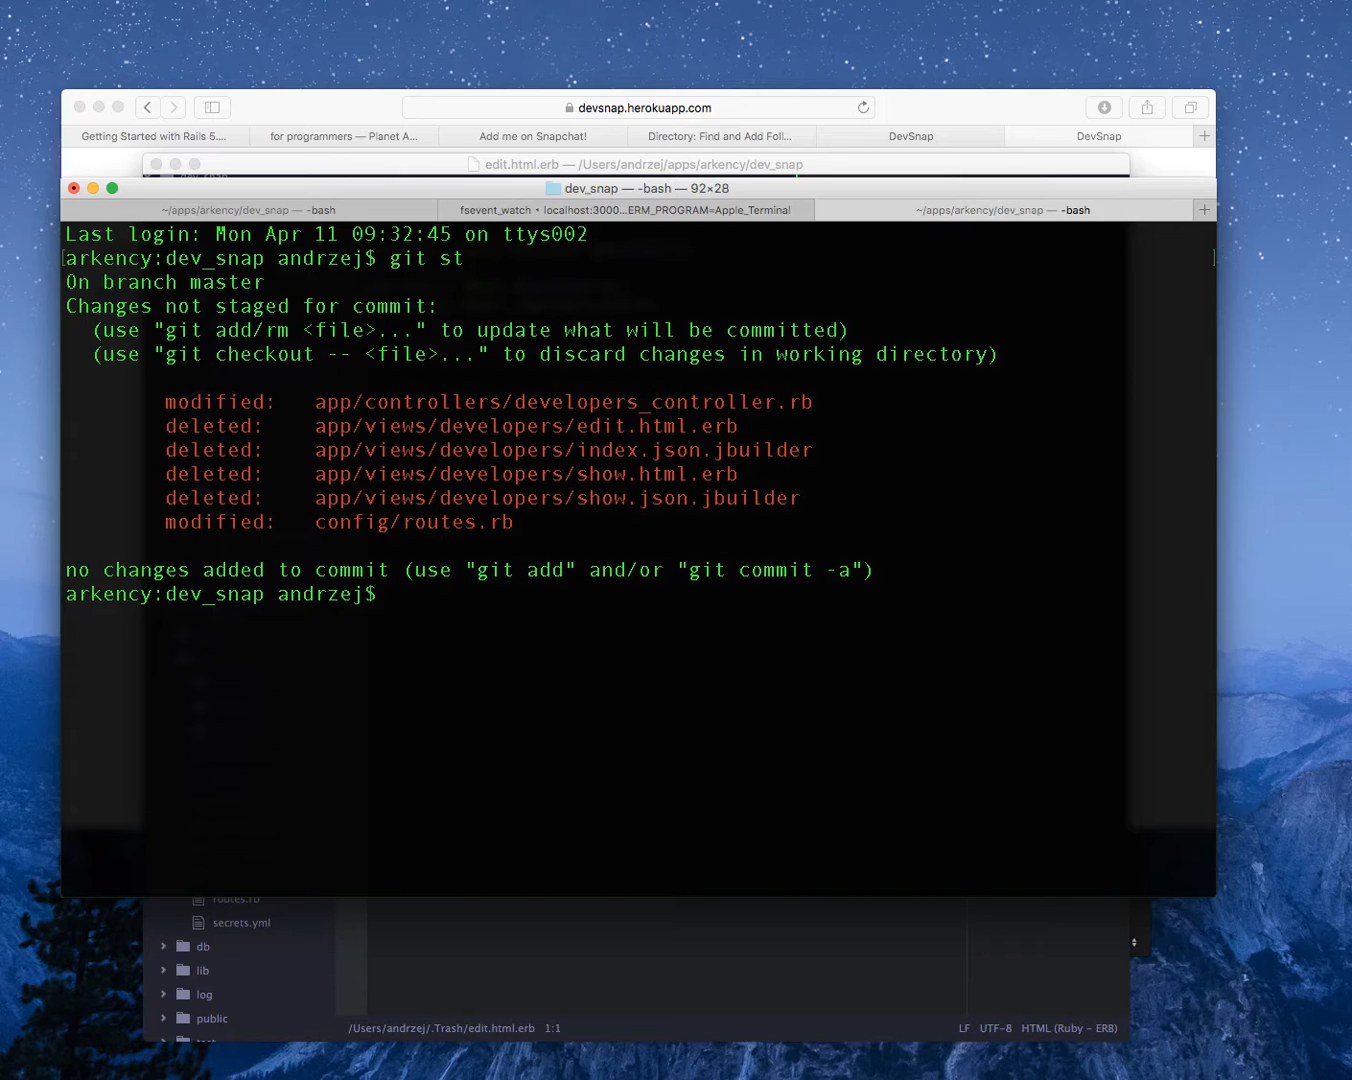 devsnap.herokuapp.com
Getting Started with Rails 5....
for programmers — Planet A...
Add me on Snapchat!
Directory: Find and Add Foll...
DevSnap
DevSnap
edit.html.erb — /Users/andrzej/apps/arkency/dev_snap
dev_snap — -bash — 92×28
~/apps/arkency/dev_snap — -bash
fsevent_watch • localhost:3000...ERM_PROGRAM=Apple_Terminal
~/apps/arkency/dev_snap — -bash
Last login: Mon Apr 11 09:32:45 on ttys002
[arkency:dev_snap andrzej$ git st ]
On branch master
Changes not staged for commit:
(use "git add/rm <file>..." to update what will be committed)
(use "git checkout -- <file>..." to discard changes in working directory)
modified: app/controllers/developers_controller.rb
deleted: app/views/developers/edit.html.erb
deleted: app/views/developers/index.json.jbuilder
deleted: app/views/developers/show.html.erb
deleted: app/views/developers/show.json.jbuilder
modified: config/routes.rb
no changes added to commit (use "git add" and/or "git commit -a")
arkency:dev_snap andrzej$
routes.rb
secrets.yml
db
lib
log
public
/Users/andrzej/.Trash/edit.html.erb 1:1
LF UTF-8 HTML (Ruby – ERB)